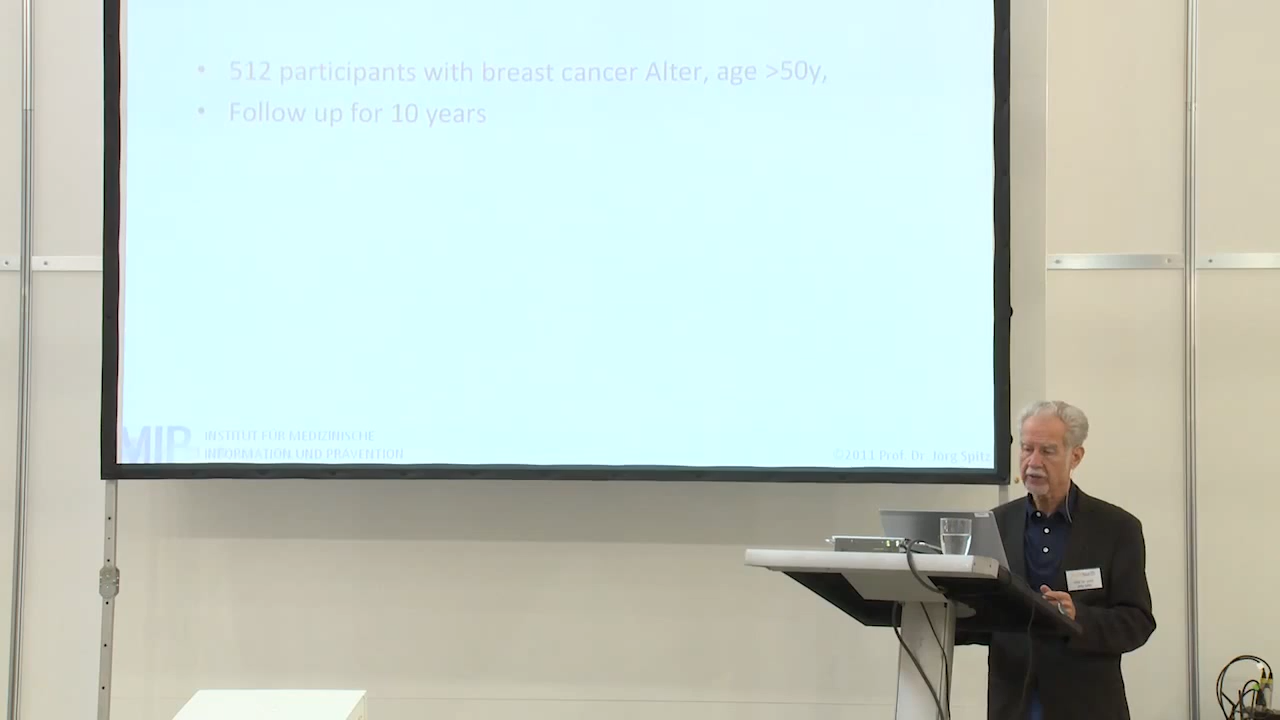 • 512 participants with breast cancer Alter, age >50y,
• Follow up for 10 years
MIP
INSTITUT FÜR MEDIZINISCHE
INFORMATION UND PRÄVENTION
©2011 Prof. Dr. Jörg Spitz